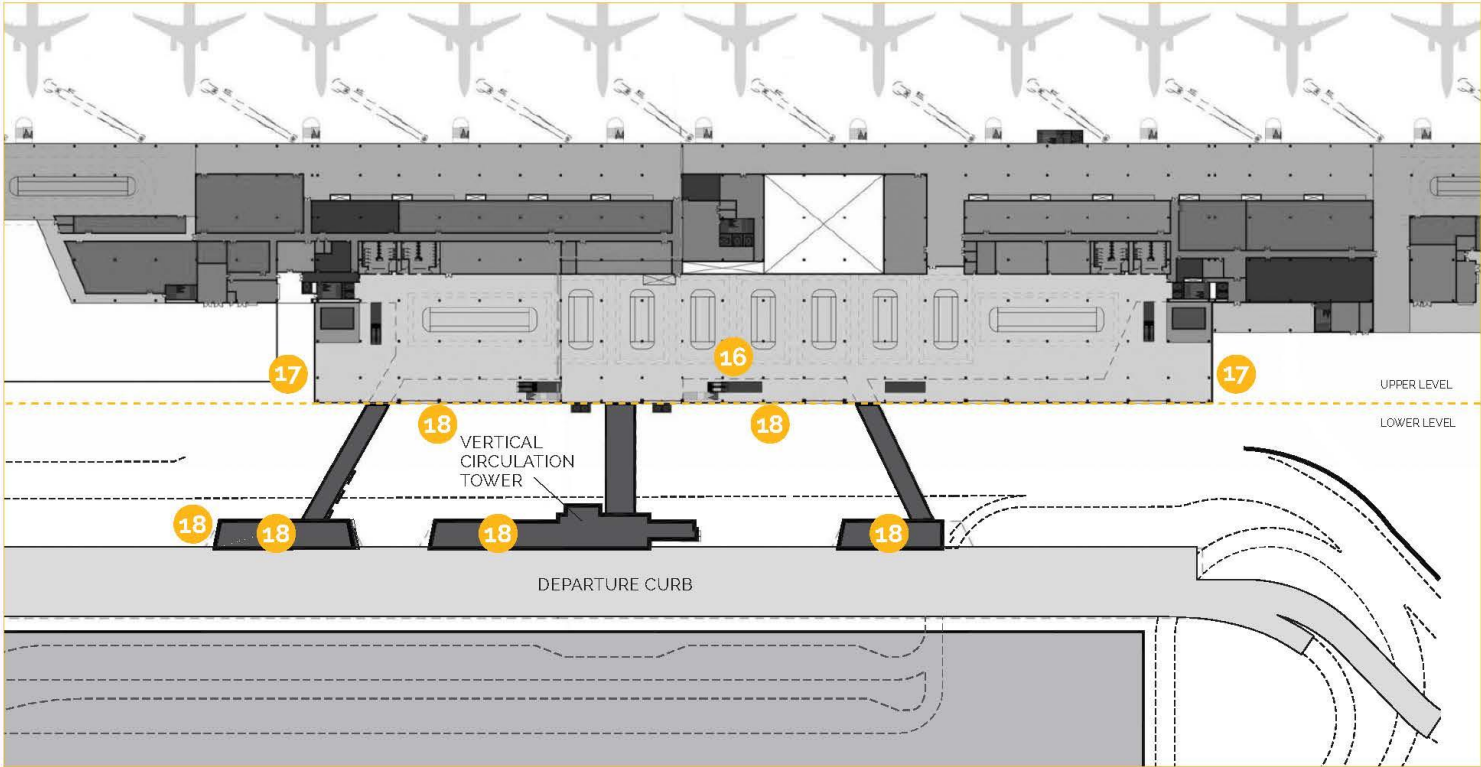 16
17
17
UPPER LEVEL
18
18
LOWER LEVEL
VERTICAL
CIRCULATION
TOWER
18
18
18
18
DEPARTURE CURB